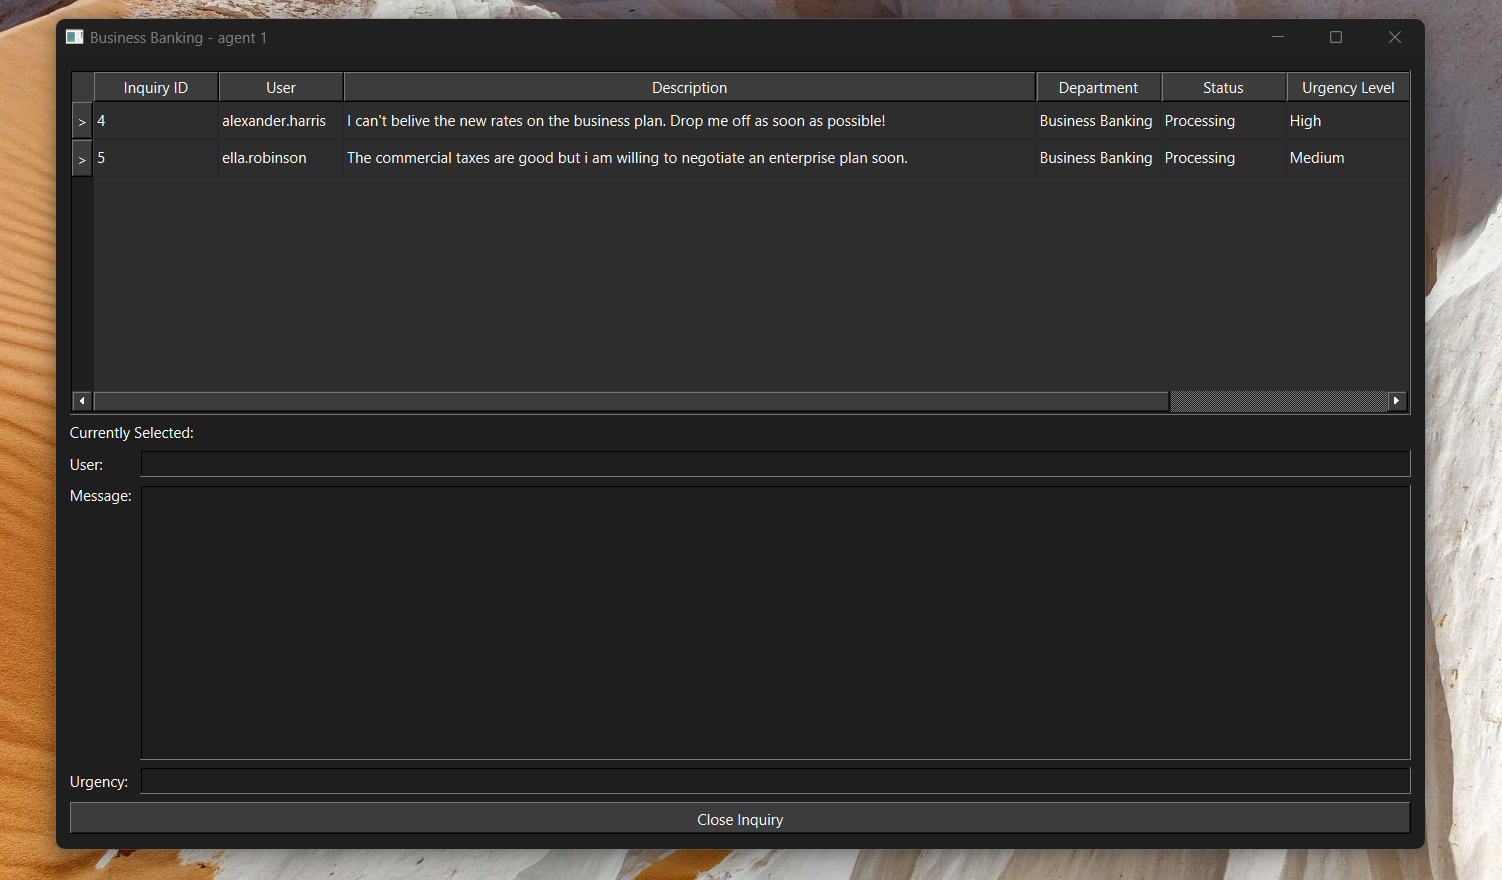 Business Banking - agent 1
Inquiry ID User Description Department Status Urgency Level
> 4 alexander.harris I can't belive the new rates on the business plan. Drop me off as soon as possible! Business Banking Processing High
> 5 ella.robinson The commercial taxes are good but i am willing to negotiate an enterprise plan soon. Business Banking Processing Medium
Currently Selected:
User:
Message:
Urgency:
Close Inquiry